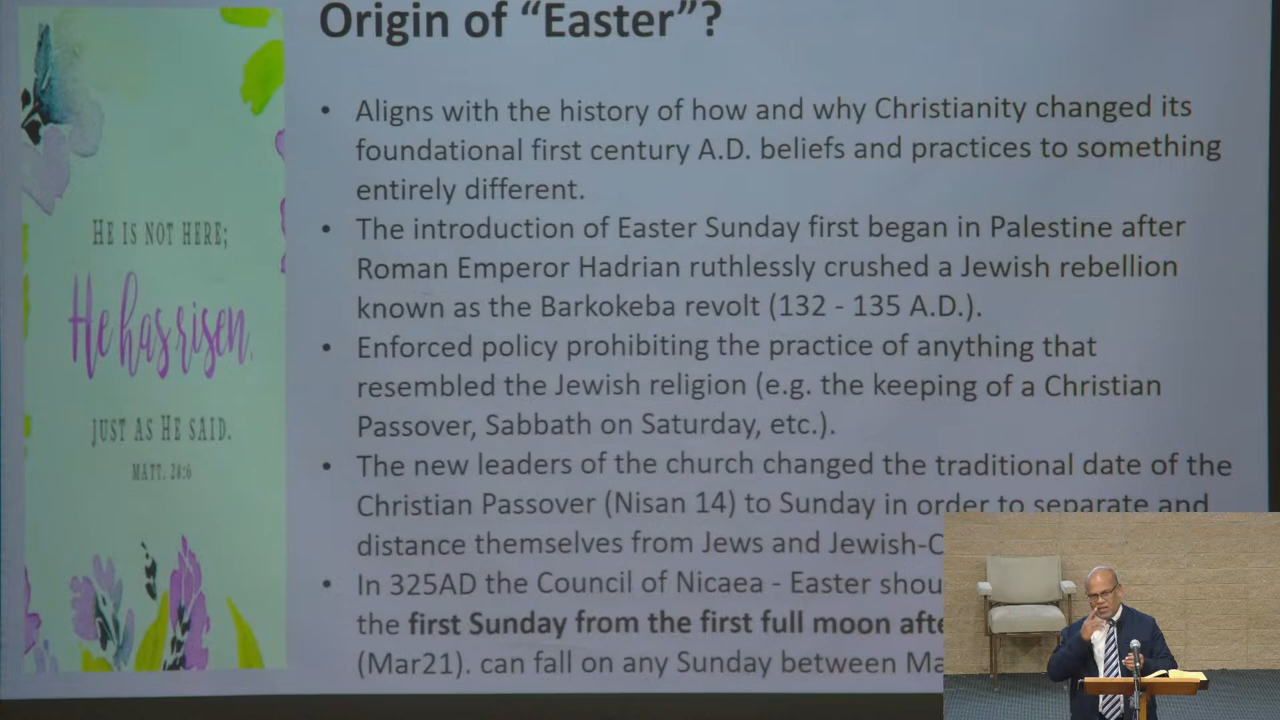 Origin of “Easter”?
• Aligns with the history of how and why Christianity changed its
foundational first century A.D. beliefs and practices to something
entirely different.
• The introduction of Easter Sunday first began in Palestine after
Roman Emperor Hadrian ruthlessly crushed a Jewish rebellion
known as the Barkokeba revolt (132 - 135 A.D.).
• Enforced policy prohibiting the practice of anything that
resembled the Jewish religion (e.g. the keeping of a Christian
Passover, Sabbath on Saturday, etc.).
• The new leaders of the church changed the traditional date of the
Christian Passover (Nisan 14) to Sunday in order to separate and
distance themselves from Jews and Jewish-C
• In 325AD the Council of Nicaea - Easter shou
the first Sunday from the first full moon afte
(Mar21). can fall on any Sunday between Ma
HE IS NOT HERE;
He has risen,
JUST AS HE SAID.
MATT. 28:6